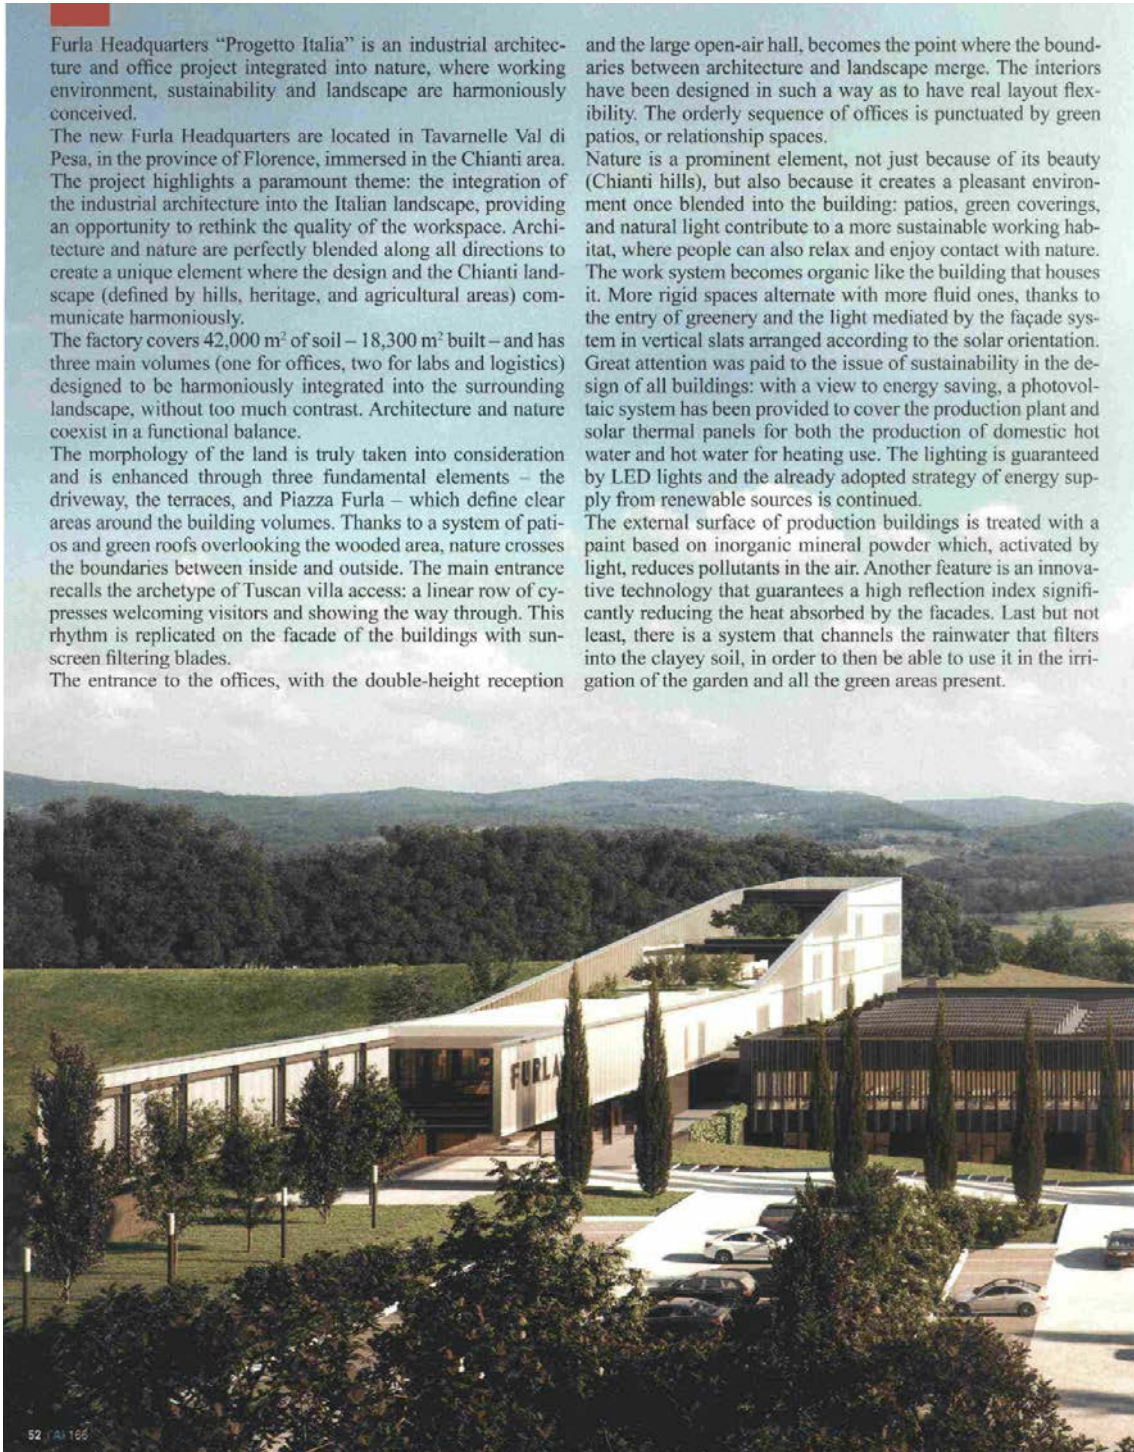 Furla Headquarters “Progetto Italia” is an industrial architec-
ture and office project integrated into nature, where working
environment, sustainability and landscape are harmoniously
conceived.
The new Furla Headquarters are located in Tavarnelle Val di
Pesa, in the province of Florence, immersed in the Chianti area.
The project highlights a paramount theme: the integration of
the industrial architecture into the Italian landscape, providing
an opportunity to rethink the quality of the workspace. Archi-
tecture and nature are perfectly blended along all directions to
create a unique element where the design and the Chianti land-
scape (defined by hills, heritage, and agricultural areas) com-
municate harmoniously.
The factory covers 42,000 m² of soil – 18,300 m² built – and has
three main volumes (one for offices, two for labs and logistics)
designed to be harmoniously integrated into the surrounding
landscape, without too much contrast. Architecture and nature
coexist in a functional balance.
The morphology of the land is truly taken into consideration
and is enhanced through three fundamental elements – the
driveway, the terraces, and Piazza Furla – which define clear
areas around the building volumes. Thanks to a system of pati-
os and green roofs overlooking the wooded area, nature crosses
the boundaries between inside and outside. The main entrance
recalls the archetype of Tuscan villa access: a linear row of cy-
presses welcoming visitors and showing the way through. This
rhythm is replicated on the facade of the buildings with sun-
screen filtering blades.
The entrance to the offices, with the double-height reception
and the large open-air hall, becomes the point where the bound-
aries between architecture and landscape merge. The interiors
have been designed in such a way as to have real layout flex-
ibility. The orderly sequence of offices is punctuated by green
patios, or relationship spaces.
Nature is a prominent element, not just because of its beauty
(Chianti hills), but also because it creates a pleasant environ-
ment once blended into the building: patios, green coverings,
and natural light contribute to a more sustainable working hab-
itat, where people can also relax and enjoy contact with nature.
The work system becomes organic like the building that houses
it. More rigid spaces alternate with more fluid ones, thanks to
the entry of greenery and the light mediated by the façade sys-
tem in vertical slats arranged according to the solar orientation.
Great attention was paid to the issue of sustainability in the de-
sign of all buildings: with a view to energy saving, a photovol-
taic system has been provided to cover the production plant and
solar thermal panels for both the production of domestic hot
water and hot water for heating use. The lighting is guaranteed
by LED lights and the already adopted strategy of energy sup-
ply from renewable sources is continued.
The external surface of production buildings is treated with a
paint based on inorganic mineral powder which, activated by
light, reduces pollutants in the air. Another feature is an innova-
tive technology that guarantees a high reflection index signifi-
cantly reducing the heat absorbed by the facades. Last but not
least, there is a system that channels the rainwater that filters
into the clayey soil, in order to then be able to use it in the irri-
gation of the garden and all the green areas present.
FURLA
52 l'AI 166